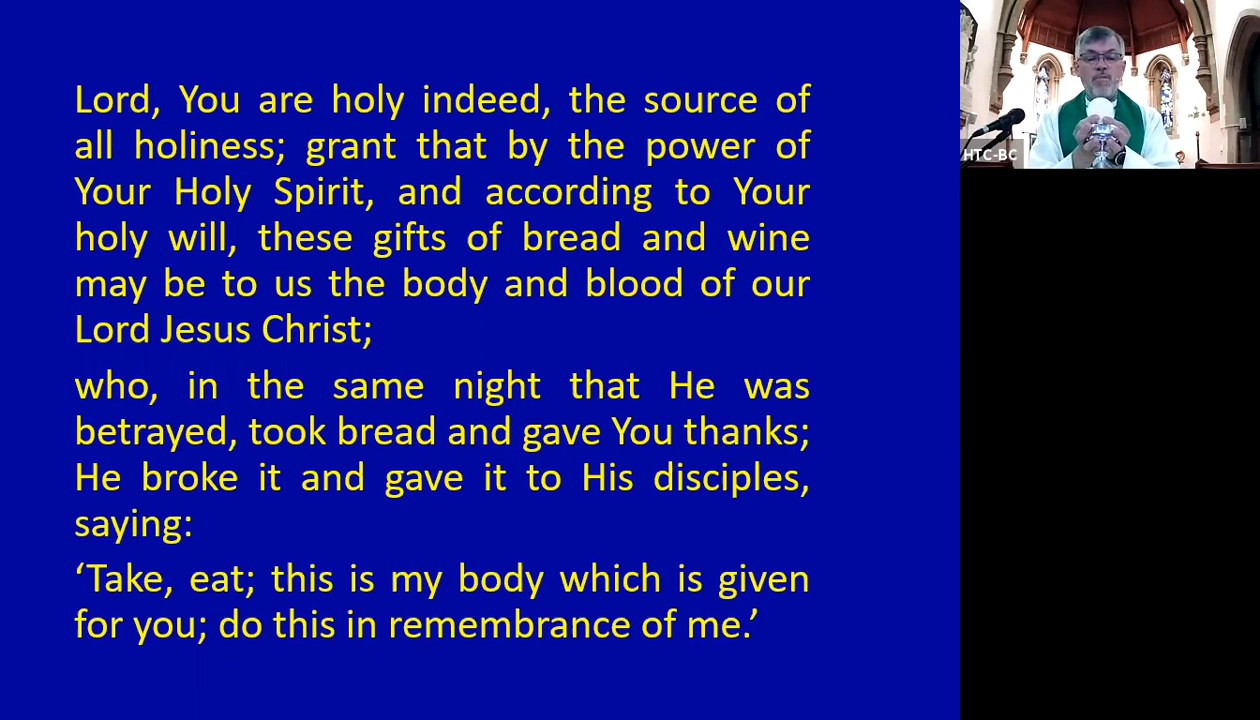 Lord, You are holy indeed, the source of
all holiness; grant that by the power of
Your Holy Spirit, and according to Your
holy will, these gifts of bread and wine
may be to us the body and blood of our
Lord Jesus Christ;
who, in the same night that He was
betrayed, took bread and gave You thanks;
He broke it and gave it to His disciples,
saying:
‘Take, eat; this is my body which is given
for you; do this in remembrance of me.’
HTC-BC